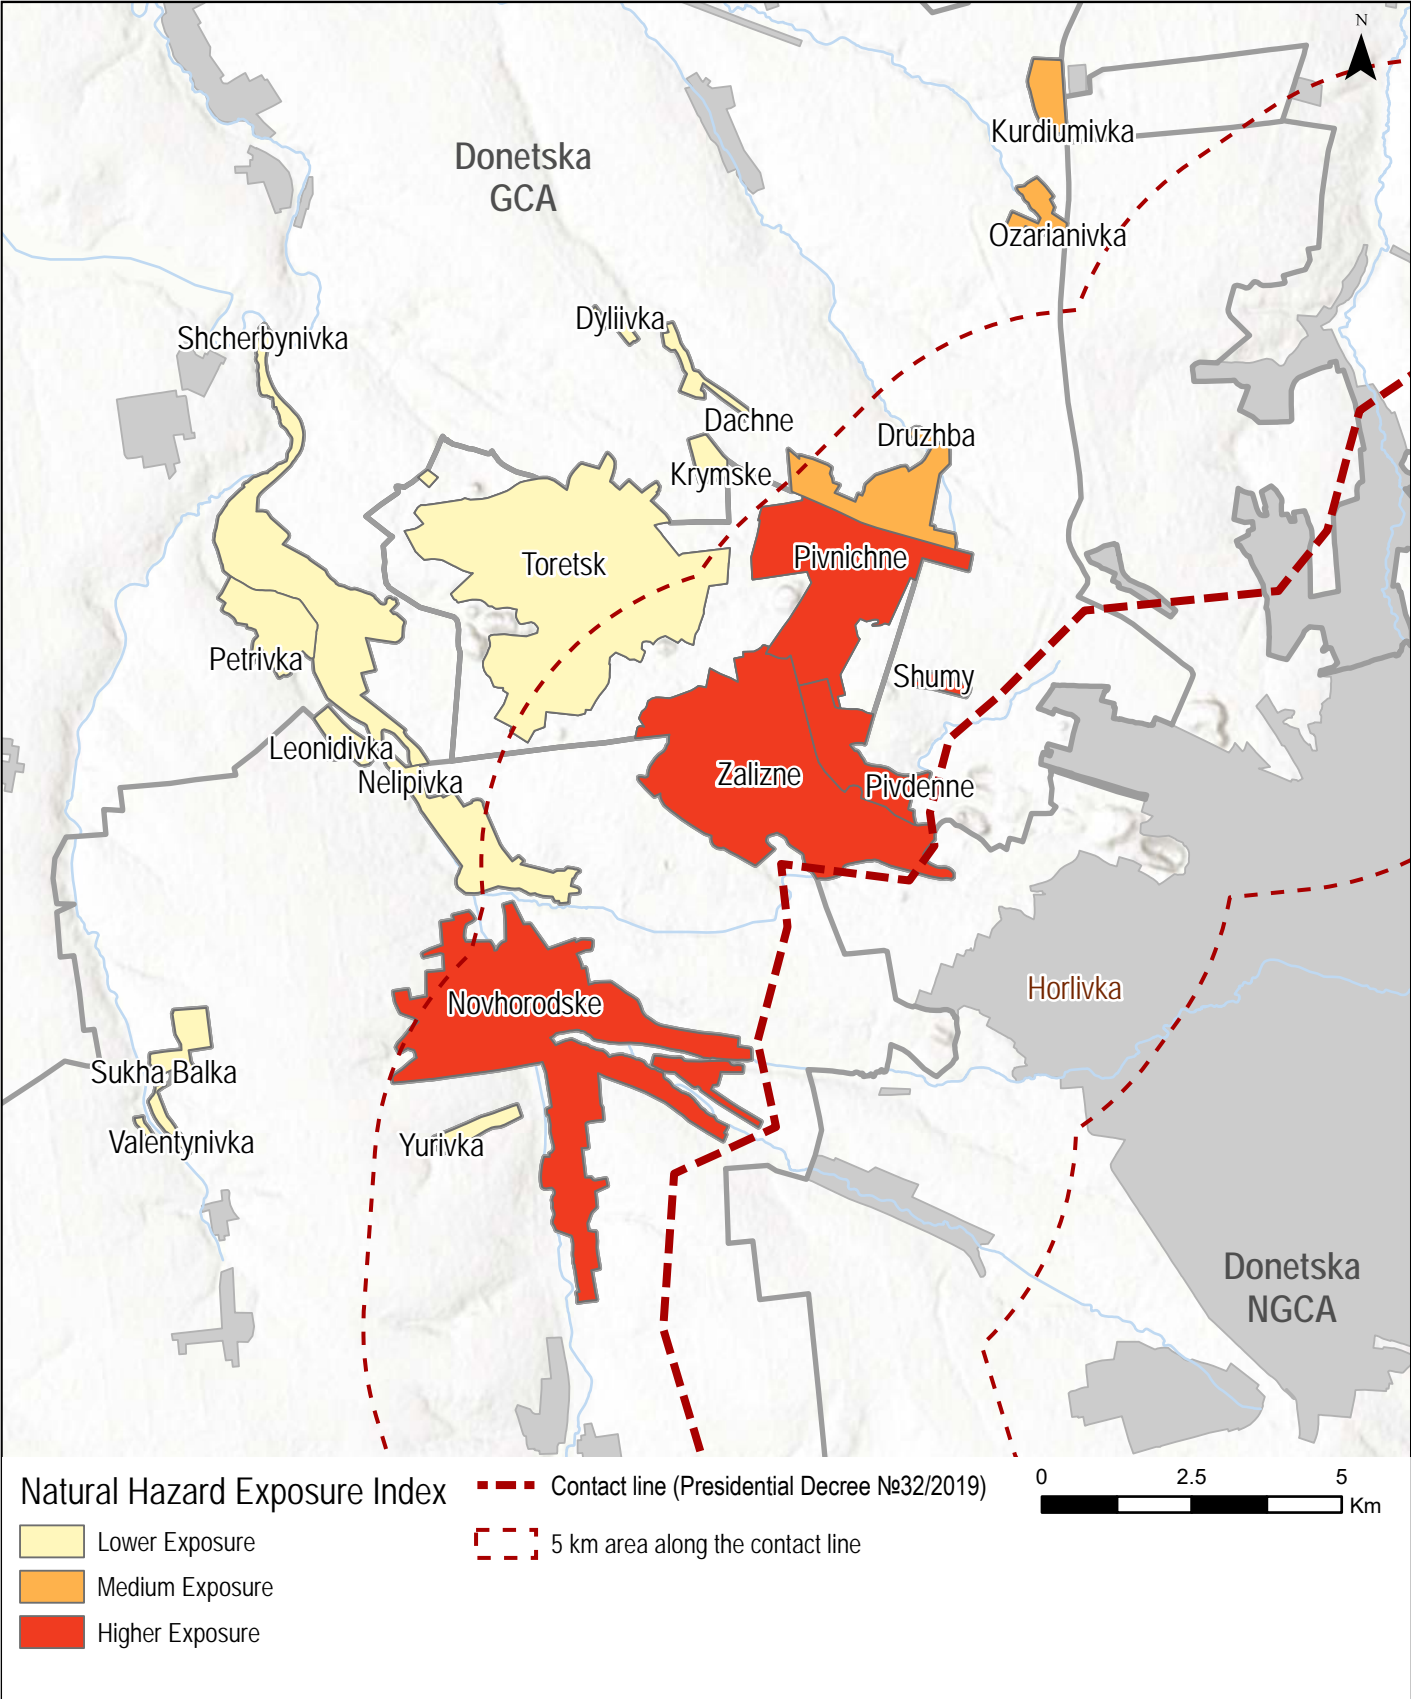 N
Kurdiumivka
Donetska
GCA
Ozarianivka
Dyliivka
Shcherbynivka
Dachne
Druzhba
Krymske
Toretsk
Pivnichne
Petrivka
Shumy
Leonidivka
Nelipivka
Zalizne
Pivdenne
Horlivka
Novhorodske
Sukha Balka
Valentynivka
Yurivka
Donetska
NGCA
Natural Hazard Exposure Index
Lower Exposure
Medium Exposure
Higher Exposure
Contact line (Presidential Decree №32/2019)
5 km area along the contact line
0 2.5 5
Km